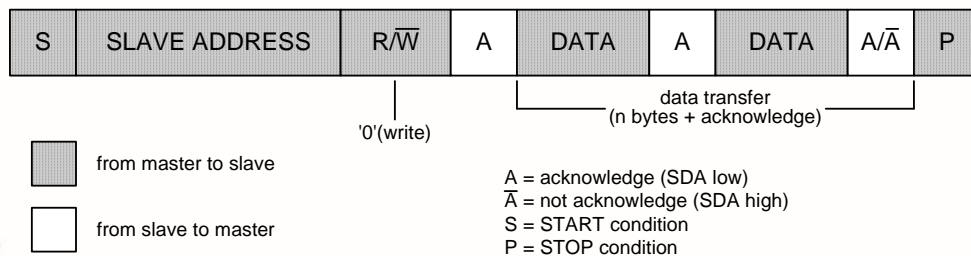 S SLAVE ADDRESS R/W̅ A DATA A DATA A/A̅ P
data transfer
(n bytes + acknowledge)
'0'(write)
from master to slave
from slave to master
A = acknowledge (SDA low)
A̅ = not acknowledge (SDA high)
S = START condition
P = STOP condition